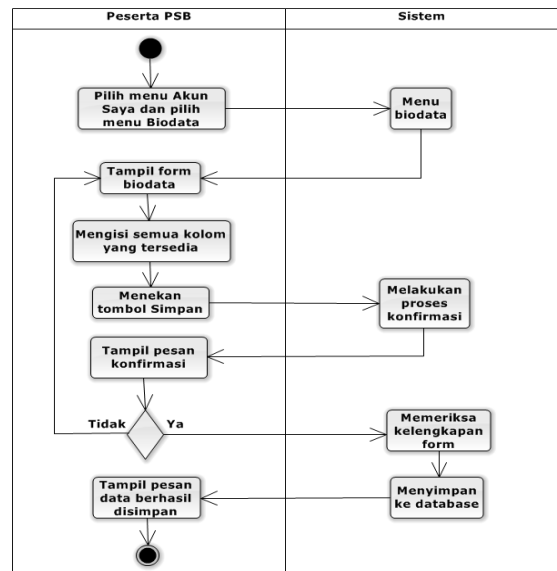 Peserta PSB
Sistem
Pilih menu Akun
Saya dan pilih
menu Biodata
Menu
biodata
Tampil form
biodata
Mengisi semua kolom
yang tersedia
Menekan
tombol Simpan
Melakukan
proses
konfirmasi
Tampil pesan
konfirmasi
Tidak
Ya
Memeriksa
kelengkapan
form
Menyimpan
ke database
Tampil pesan
data berhasil
disimpan